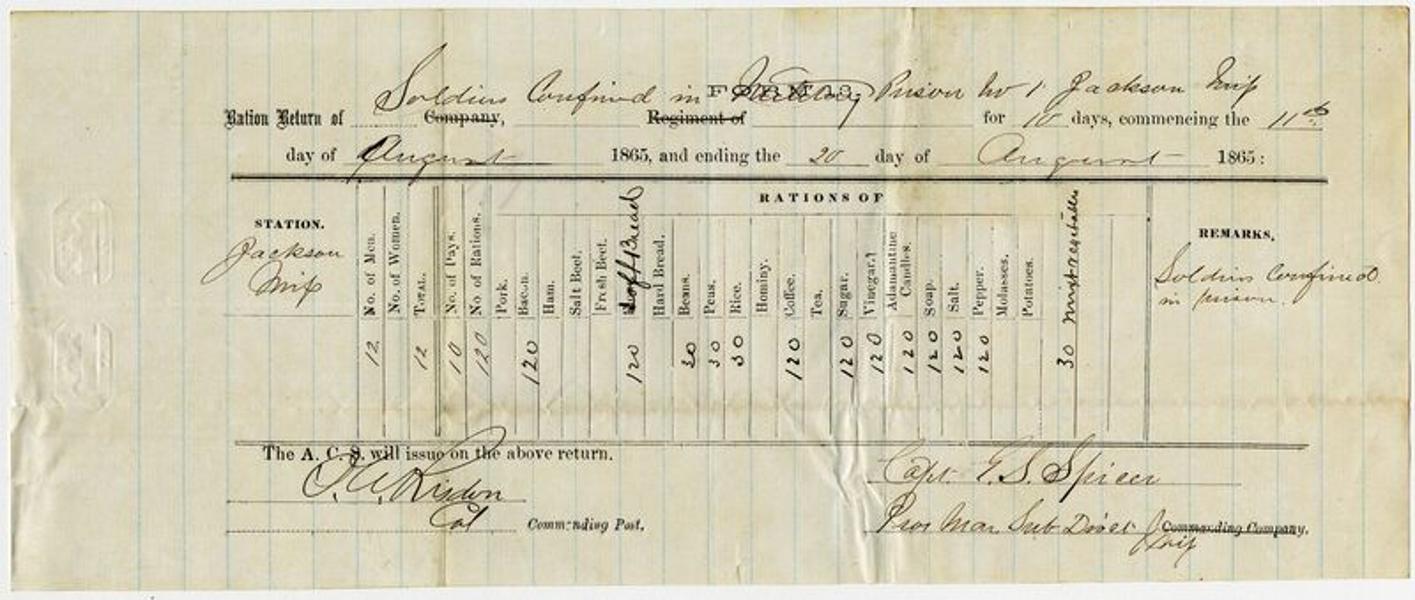 FORM 13.
Soldiers Confined in Military Prison No 1 Jackson Miss
Ration Return of Company, Regiment of for 10 days, commencing the 11th
day of August 1865, and ending the 20 day of August 1865:
RATIONS OF
STATION.
Jackson
Miss
No. of Men.
No. of Women.
TOTAL.
No. of Days.
No. of Rations.
Pork.
Bacon.
Ham.
Salt Beef.
Fresh Beef.
Soft Bread
Hard Bread.
Beans.
Peas.
Rice.
Hominy.
Coffee.
Tea.
Sugar.
Vinegar.
Adamantine
Candles.
Soap.
Salt.
Pepper.
Molasses.
Potatoes.
Mixt vegetables
REMARKS,
Soldiers Confined
in prison.
12 12 10 120 120 120 30 30 30 120 120 120 120 120 120 120 30
The A. C. S. will issue on the above return.
Risdon
Col Commanding Post.
Capt. E. S. Spicer
Pros Mar Sub Dist Commanding Company.
Miss